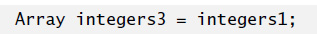 Array integers3 = integers1;